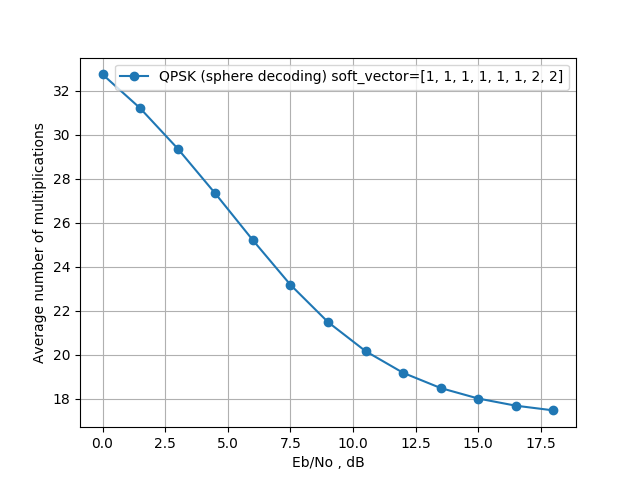 QPSK (sphere decoding) soft_vector=[1, 1, 1, 1, 1, 1, 2, 2]
32
30
28
26
24
22
20
18
Average number of multiplications
0.0 2.5 5.0 7.5 10.0 12.5 15.0 17.5
Eb/No , dB